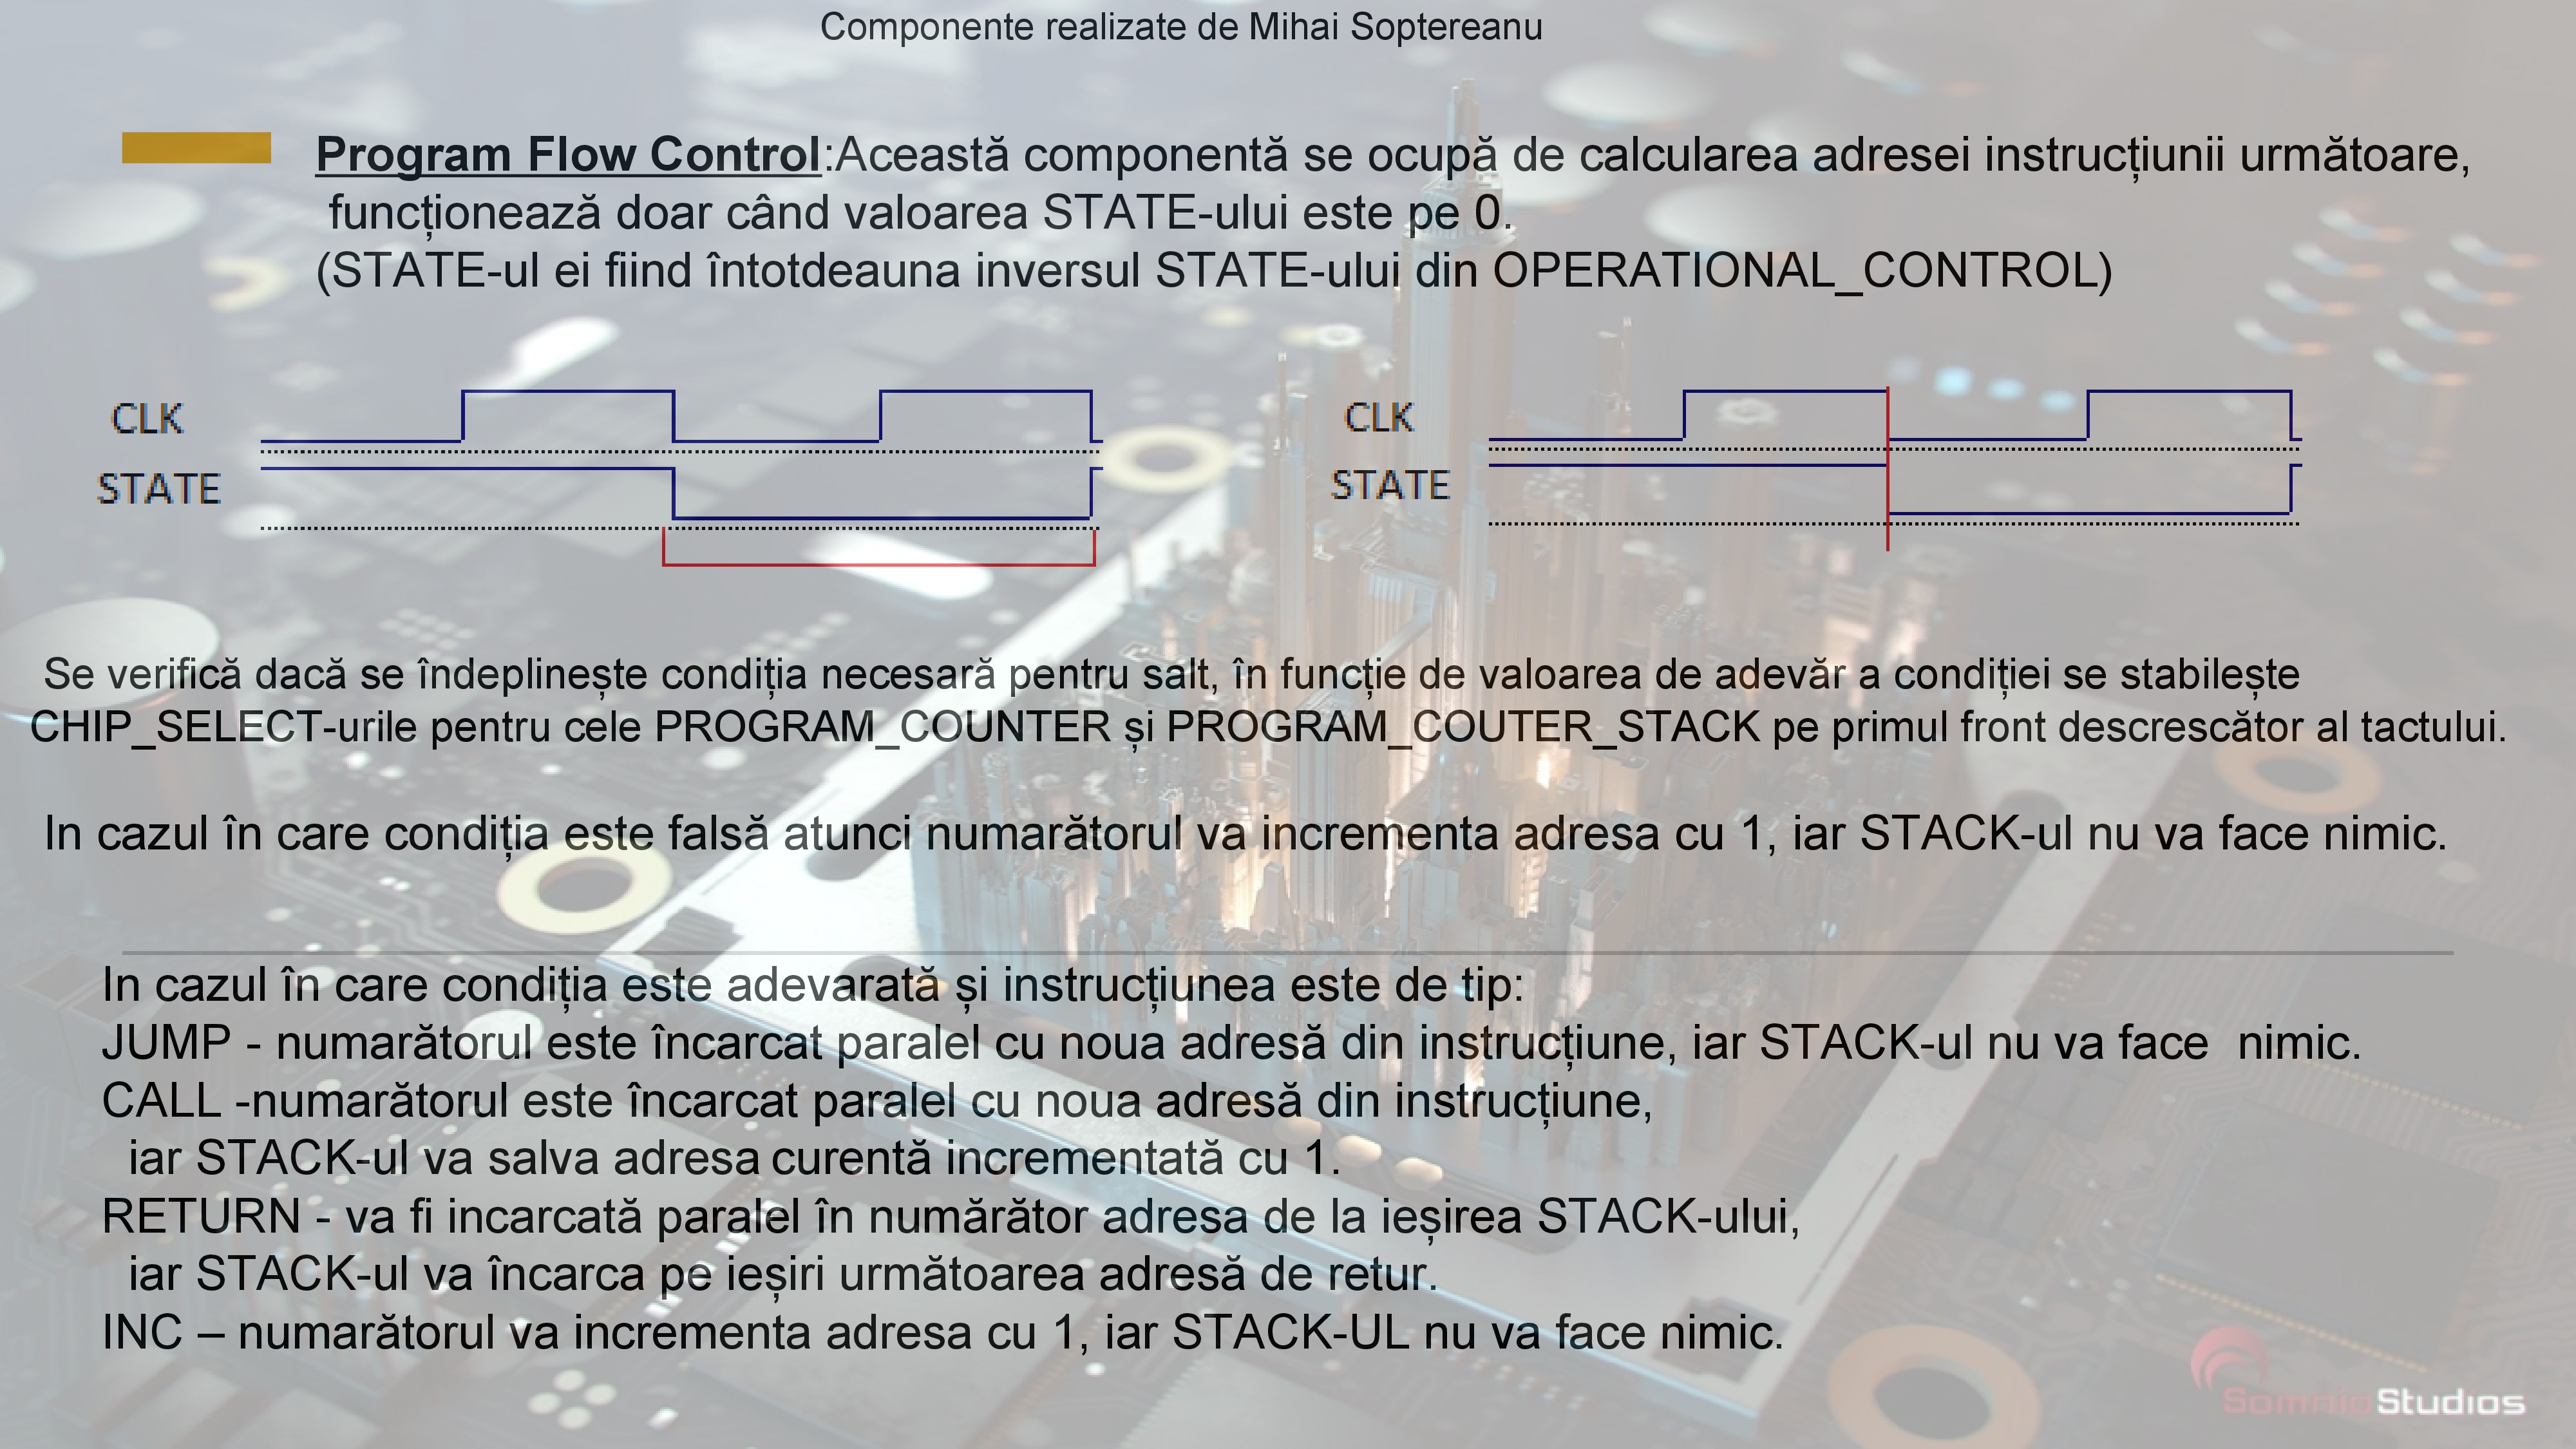 Componente realizate de Mihai Soptereanu
Program Flow Control:Această componentă se ocupă de calcularea adresei instrucțiunii următoare,
funcționează doar când valoarea STATE-ului este pe 0.
(STATE-ul ei fiind întotdeauna inversul STATE-ului din OPERATIONAL_CONTROL)
CLK
STATE
CLK
STATE
Se verifică dacă se îndeplinește condiția necesară pentru salt, în funcție de valoarea de adevăr a condiției se stabilește
CHIP_SELECT-urile pentru cele PROGRAM_COUNTER și PROGRAM_COUTER_STACK pe primul front descrescător al tactului.
In cazul în care condiția este falsă atunci numarătorul va incrementa adresa cu 1, iar STACK-ul nu va face nimic.
In cazul în care condiția este adevarată și instrucțiunea este de tip:
JUMP - numarătorul este încarcat paralel cu noua adresă din instrucțiune, iar STACK-ul nu va face nimic.
CALL -numarătorul este încarcat paralel cu noua adresă din instrucțiune,
iar STACK-ul va salva adresa curentă incrementată cu 1.
RETURN - va fi incarcată paralel în numărător adresa de la ieșirea STACK-ului,
iar STACK-ul va încarca pe ieșiri următoarea adresă de retur.
INC – numarătorul va incrementa adresa cu 1, iar STACK-UL nu va face nimic.
SomnioStudios